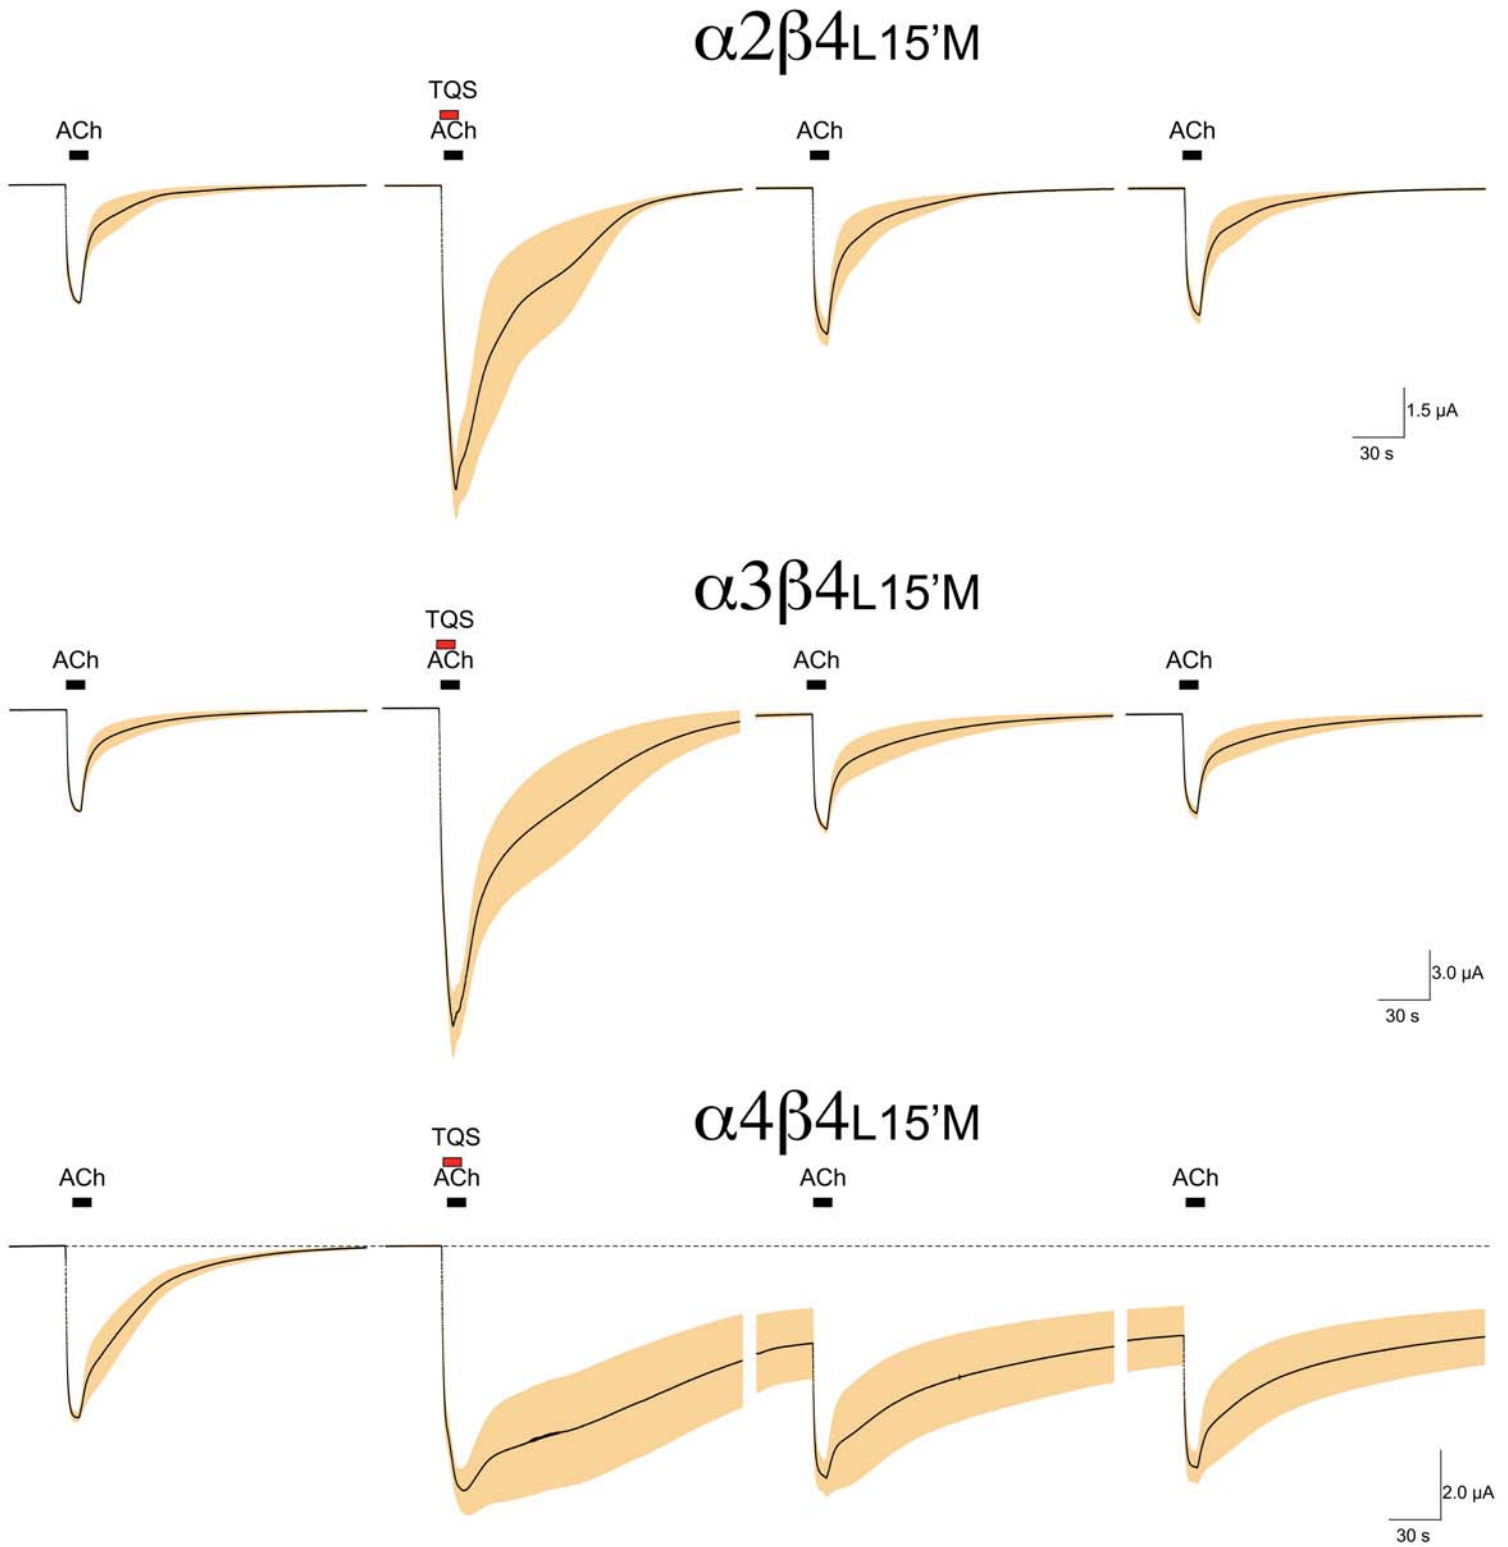 α2β4L15’M
TQS
ACh ACh ACh ACh
1.5 µA
30 s
α3β4L15’M
TQS
ACh ACh ACh ACh
3.0 µA
30 s
α4β4L15’M
TQS
ACh ACh ACh ACh
2.0 µA
30 s